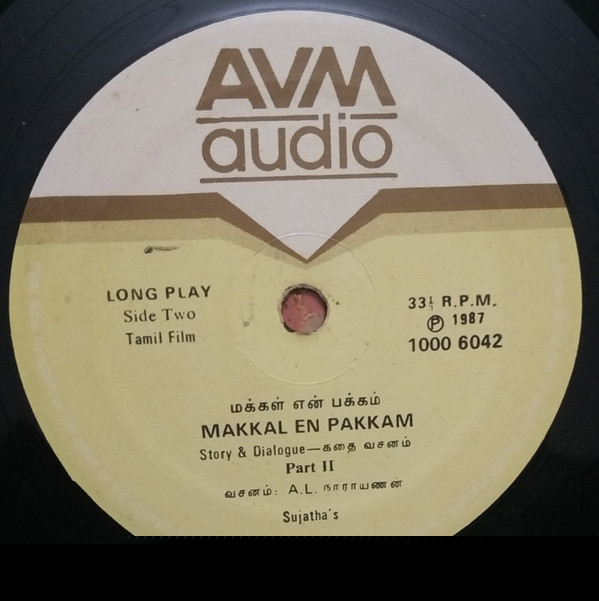 AVM
audio
LONG PLAY
Side Two
Tamil Film
33⅓ R.P.M.
Ⓟ 1987
1000 6042
மக்கள் என் பக்கம்
MAKKAL EN PAKKAM
Story & Dialogue—கதை வசனம்
Part II
வசனம்: A.L. நாராயணன்
Sujatha's